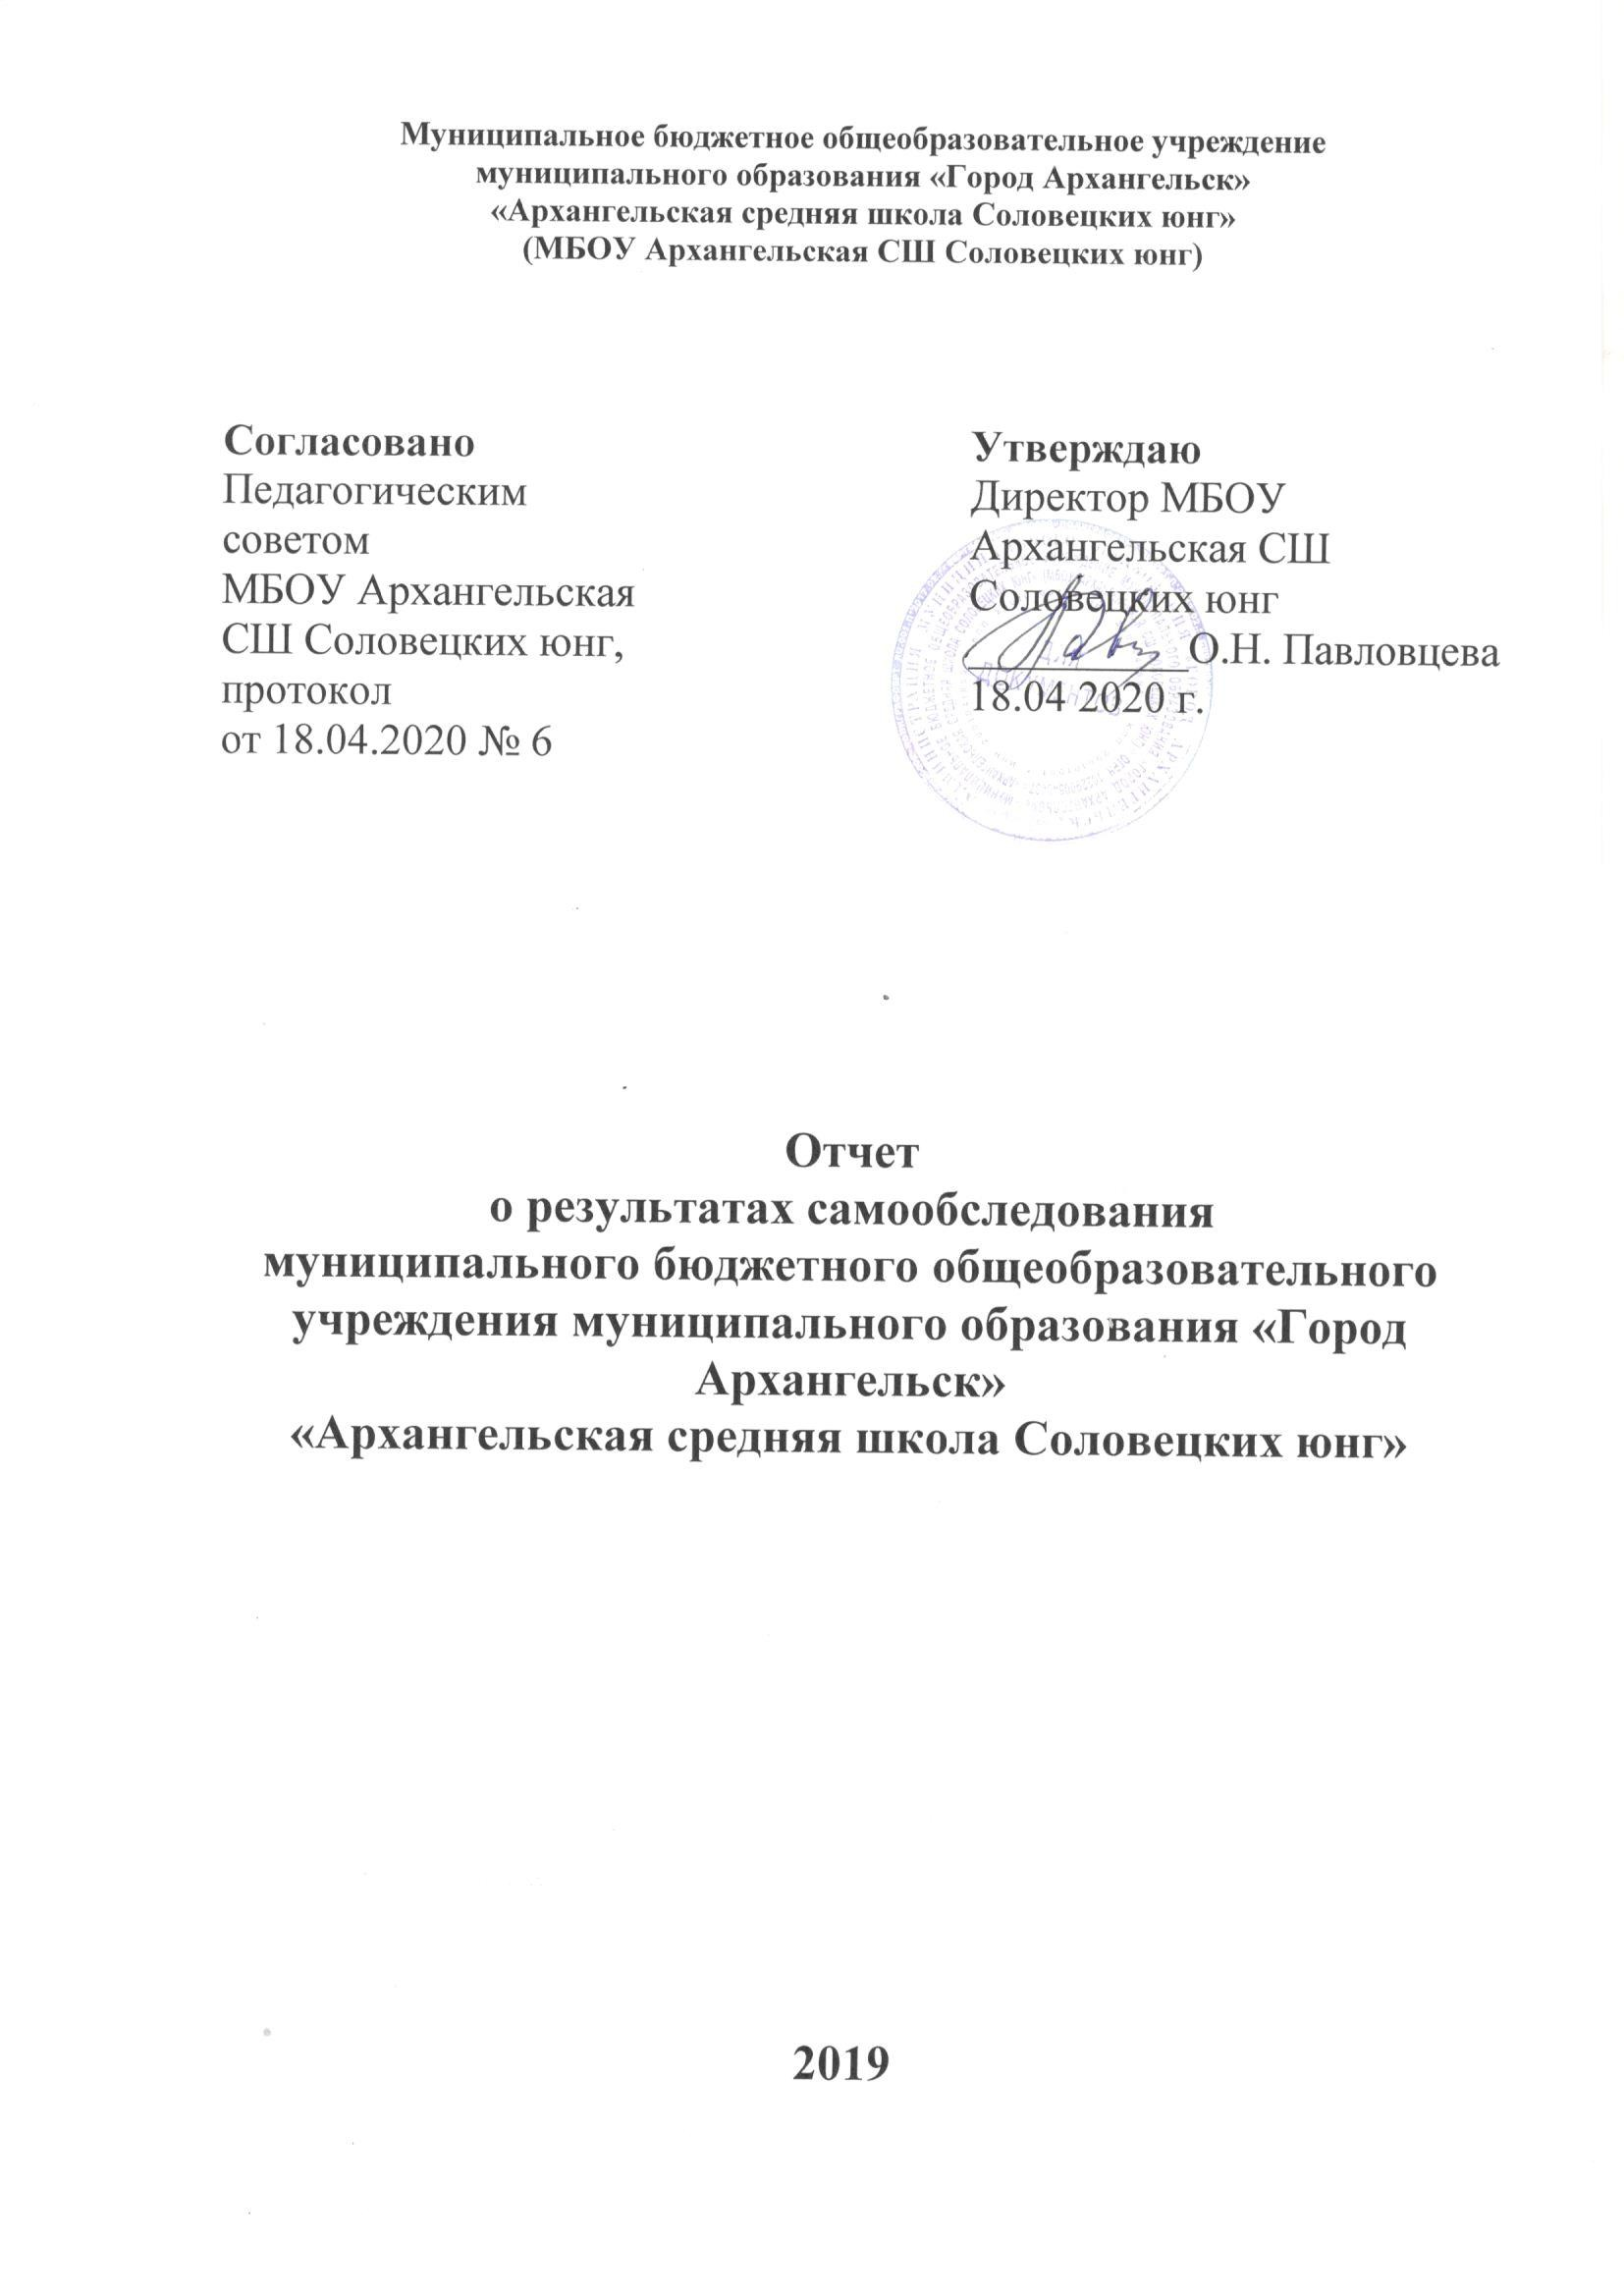 Муниципальное бюджетное общеобразовательное учреждение
муниципального образования «Город Архангельск»
«Архангельская средняя школа Соловецких юнг»
(МБОУ Архангельская СШ Соловецких юнг)
Согласовано
Педагогическим
советом
МБОУ Архангельская
СШ Соловецких юнг,
протокол
от 18.04.2020 № 6
Утверждаю
Директор МБОУ
Архангельская СШ
Соловецких юнг
О.Н. Павловцева
18.04 2020 г.
ДЛЯ
ДОКУМЕНТОВ
Отчет
о результатах самообследования
муниципального бюджетного общеобразовательного
учреждения муниципального образования «Город
Архангельск»
«Архангельская средняя школа Соловецких юнг»
2019